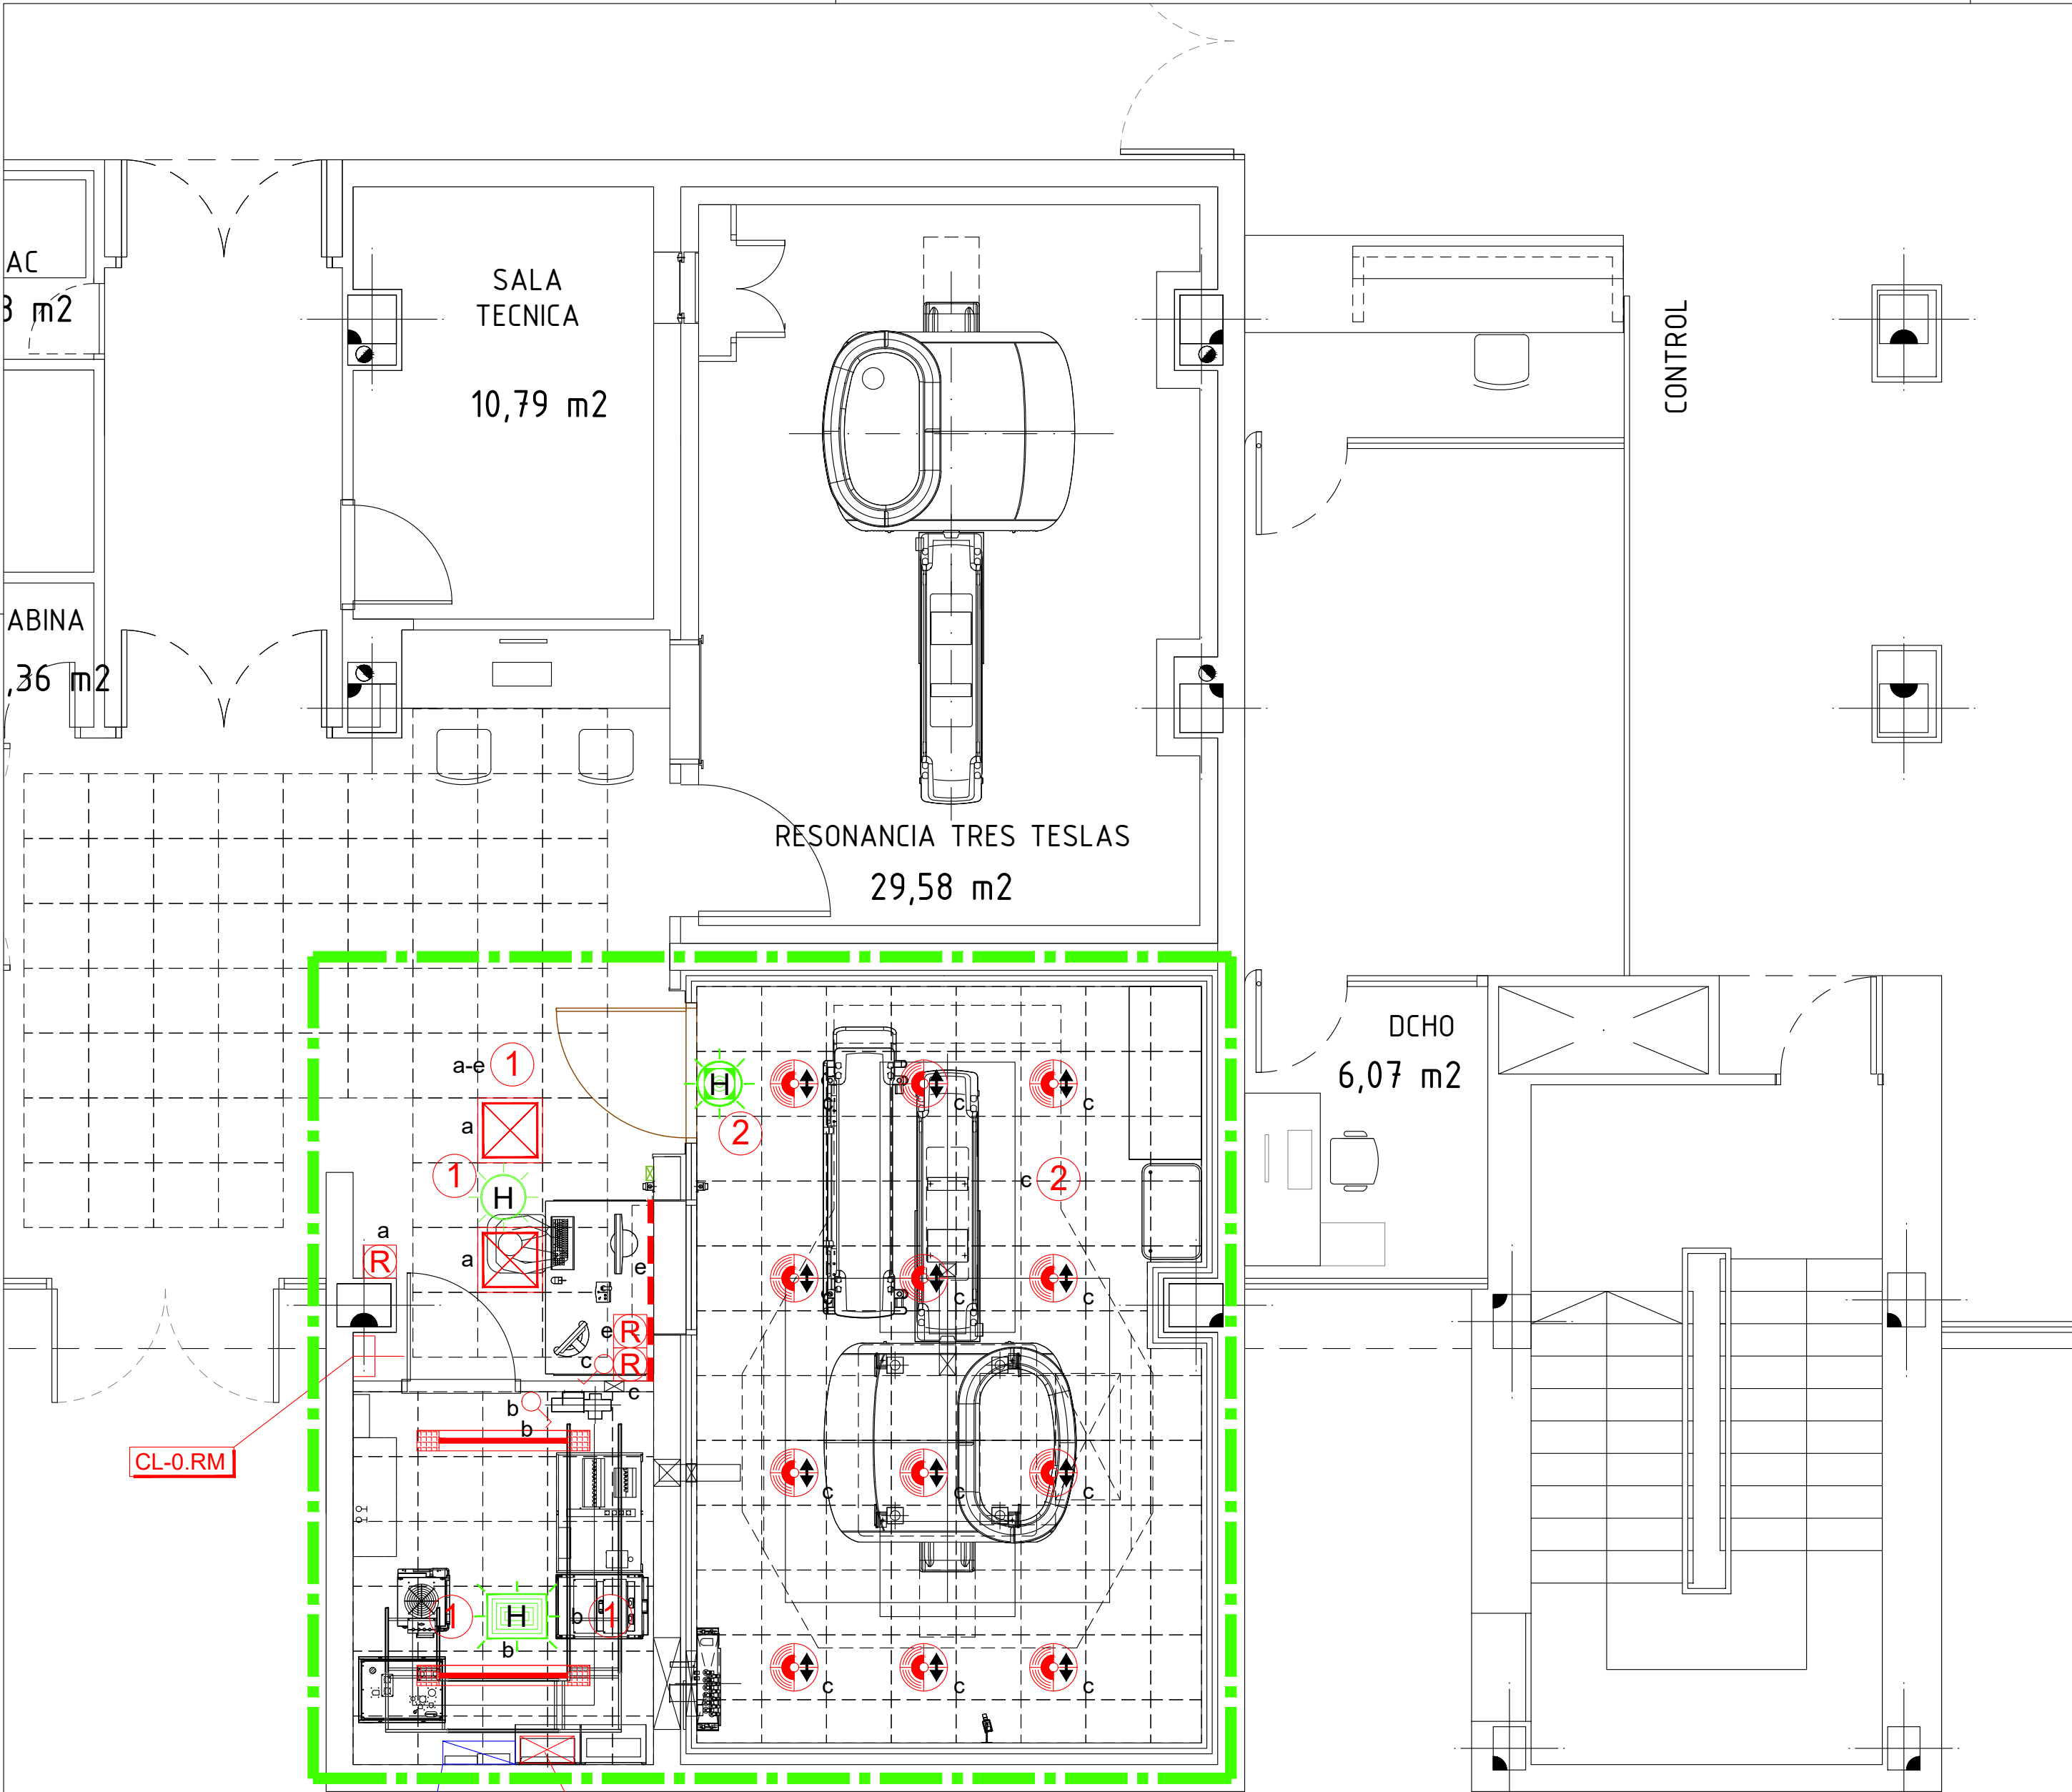 AC
3 m2
SALA
TECNICA
10,79 m2
CONTROL
ABINA
,36 m2
RESONANCIA TRES TESLAS
29,58 m2
DCHO
6,07 m2
a-e 1
H
c
c
c
a
2
1
H
c 2
a
R
a
e
c
c
c
e R
c R
c
b
b
CL-0.RM
c
c
c
1
H
b 1
b
c
c
c